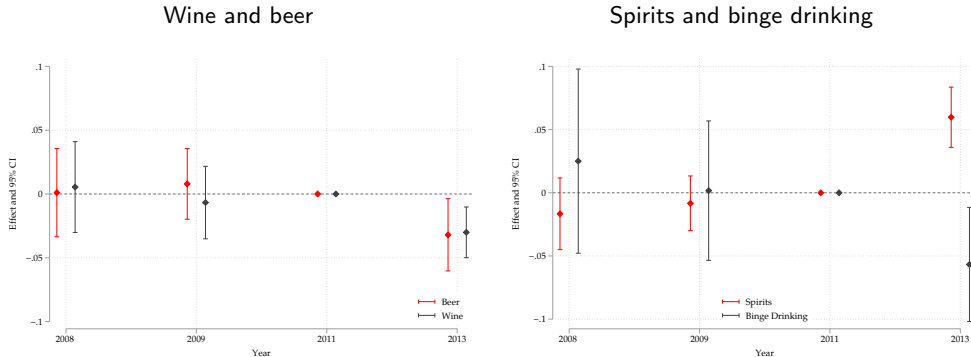 Wine and beer
.1
.05
0
-.05
-.1
Effect and 95% CI
2008
2009
2011
2013
Year
Beer
Wine
Spirits and binge drinking
.1
.05
0
-.05
-.1
Effect and 95% CI
2008
2009
2011
2013
Year
Spirits
Binge Drinking